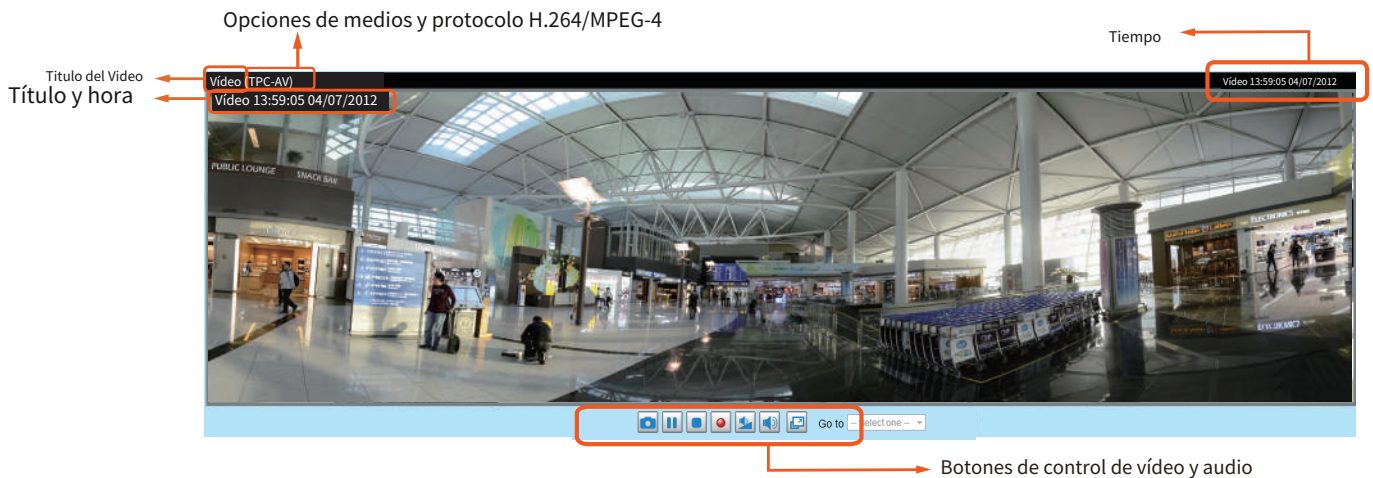 Opciones de medios y protocolo H.264/MPEG-4
Tiempo
Titulo del Video
Vídeo (TPC-AV)
Vídeo 13:59:05 04/07/2012
Título y hora
Vídeo 13:59:05 04/07/2012
PUBLIC LOUNGE
SNACK BAR
ELECTRONICS
Go to
-- Select one --
Botones de control de vídeo y audio